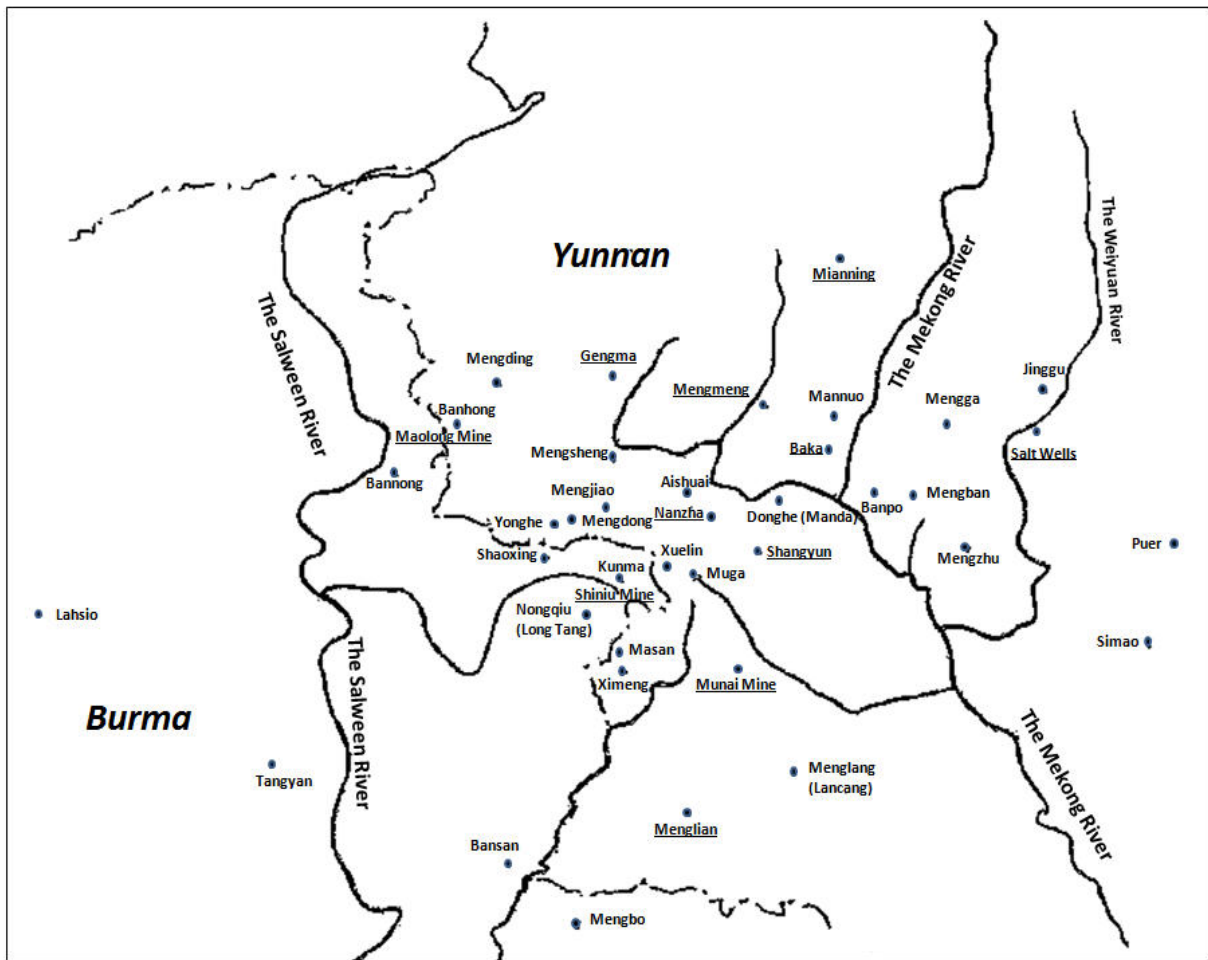 Yunnan
Mianning
The Mekong River
The Weiyuan River
The Salween River
Mengding
Gengma
Mengmeng
Mannuo
Mengga
Jinggu
Banhong
Maolong Mine
Mengsheng
Baka
Salt Wells
Bannong
Aishuai
Mengjiao
Nanzha
Donghe (Manda)
Banpo
Mengban
Yonghe
Mengdong
Shaoxing
Xuelin
Shangyun
Mengzhu
Puer
Kunma
Muga
Shiniu Mine
Lahsio
Nongqiu
(Long Tang)
Masan
Simao
Ximeng
Munai Mine
Burma
The Salween River
The Mekong River
Tangyan
Menglang
(Lancang)
Menglian
Bansan
Mengbo